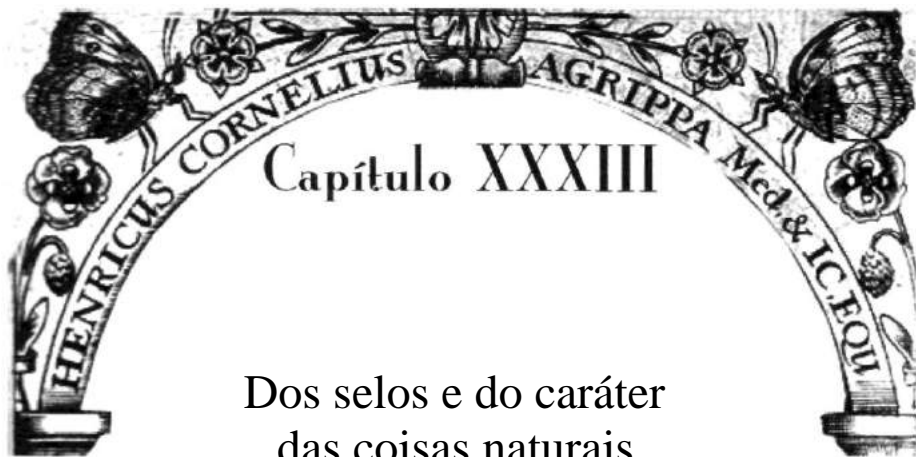 HENRICUS CORNELIUS AGRIPPA Med, & IC. EQU
Capítulo XXXIII
Dos selos e do caráter
das coisas naturais